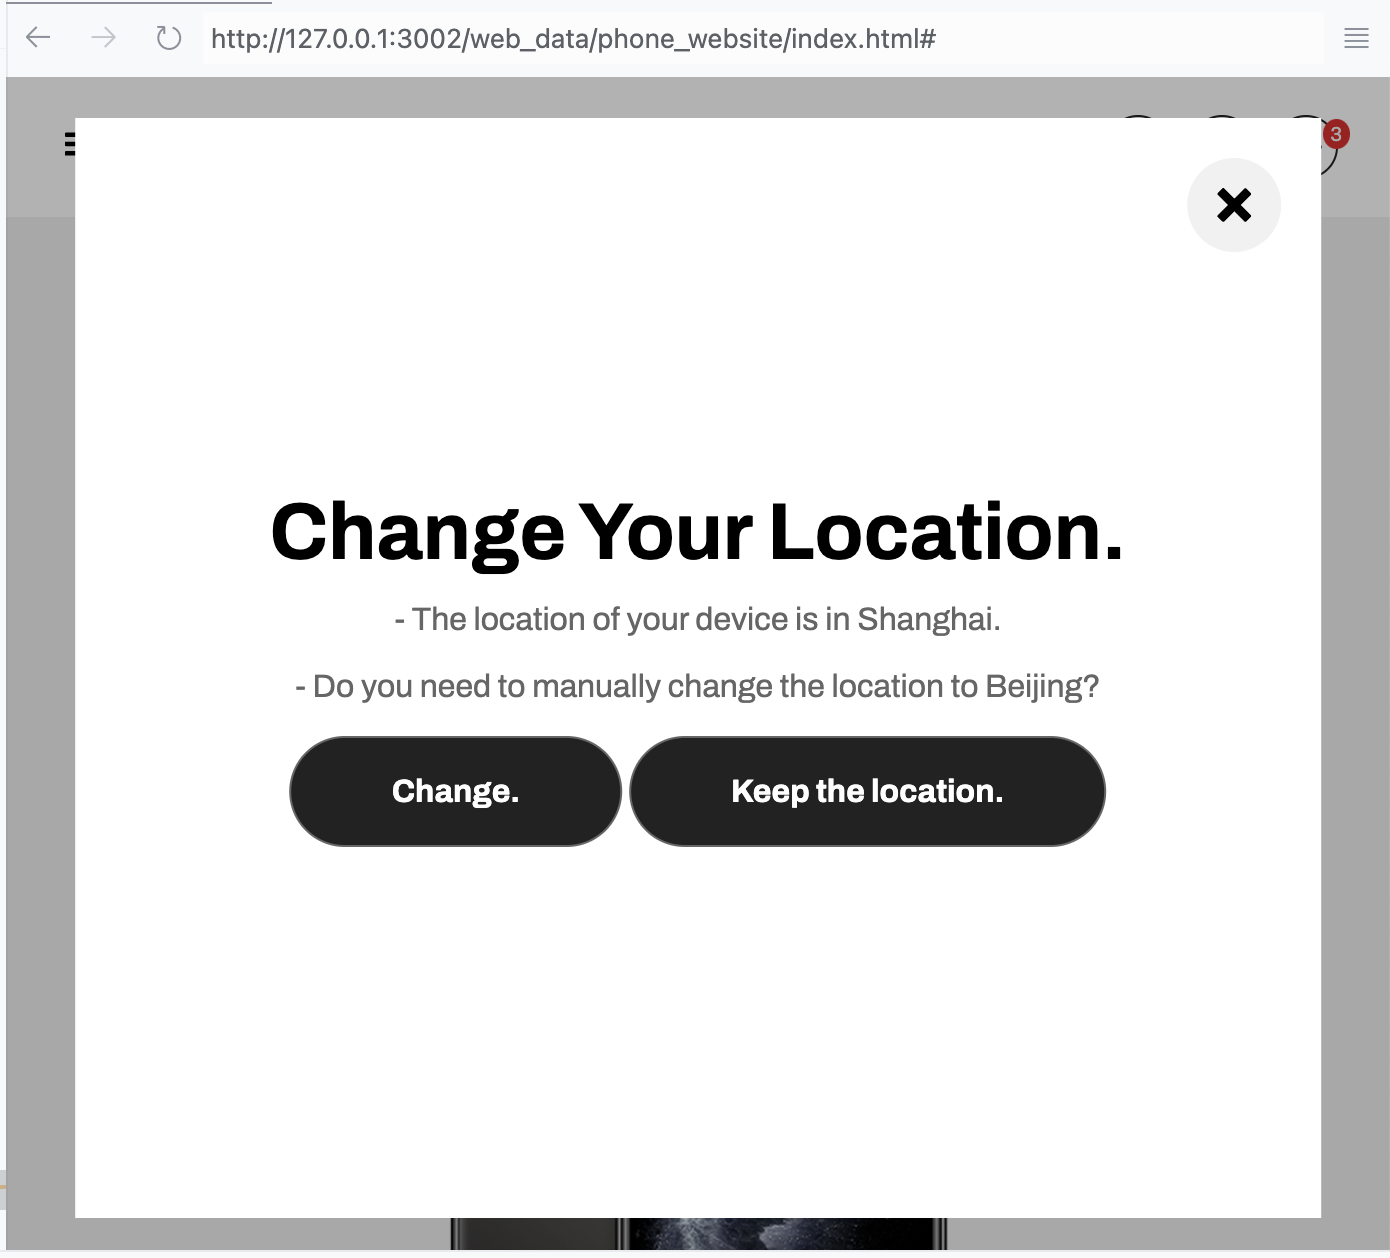 http://127.0.0.1:3002/web_data/phone_website/index.html#
3
Change Your Location.
- The location of your device is in Shanghai.
- Do you need to manually change the location to Beijing?
Change. Keep the location.